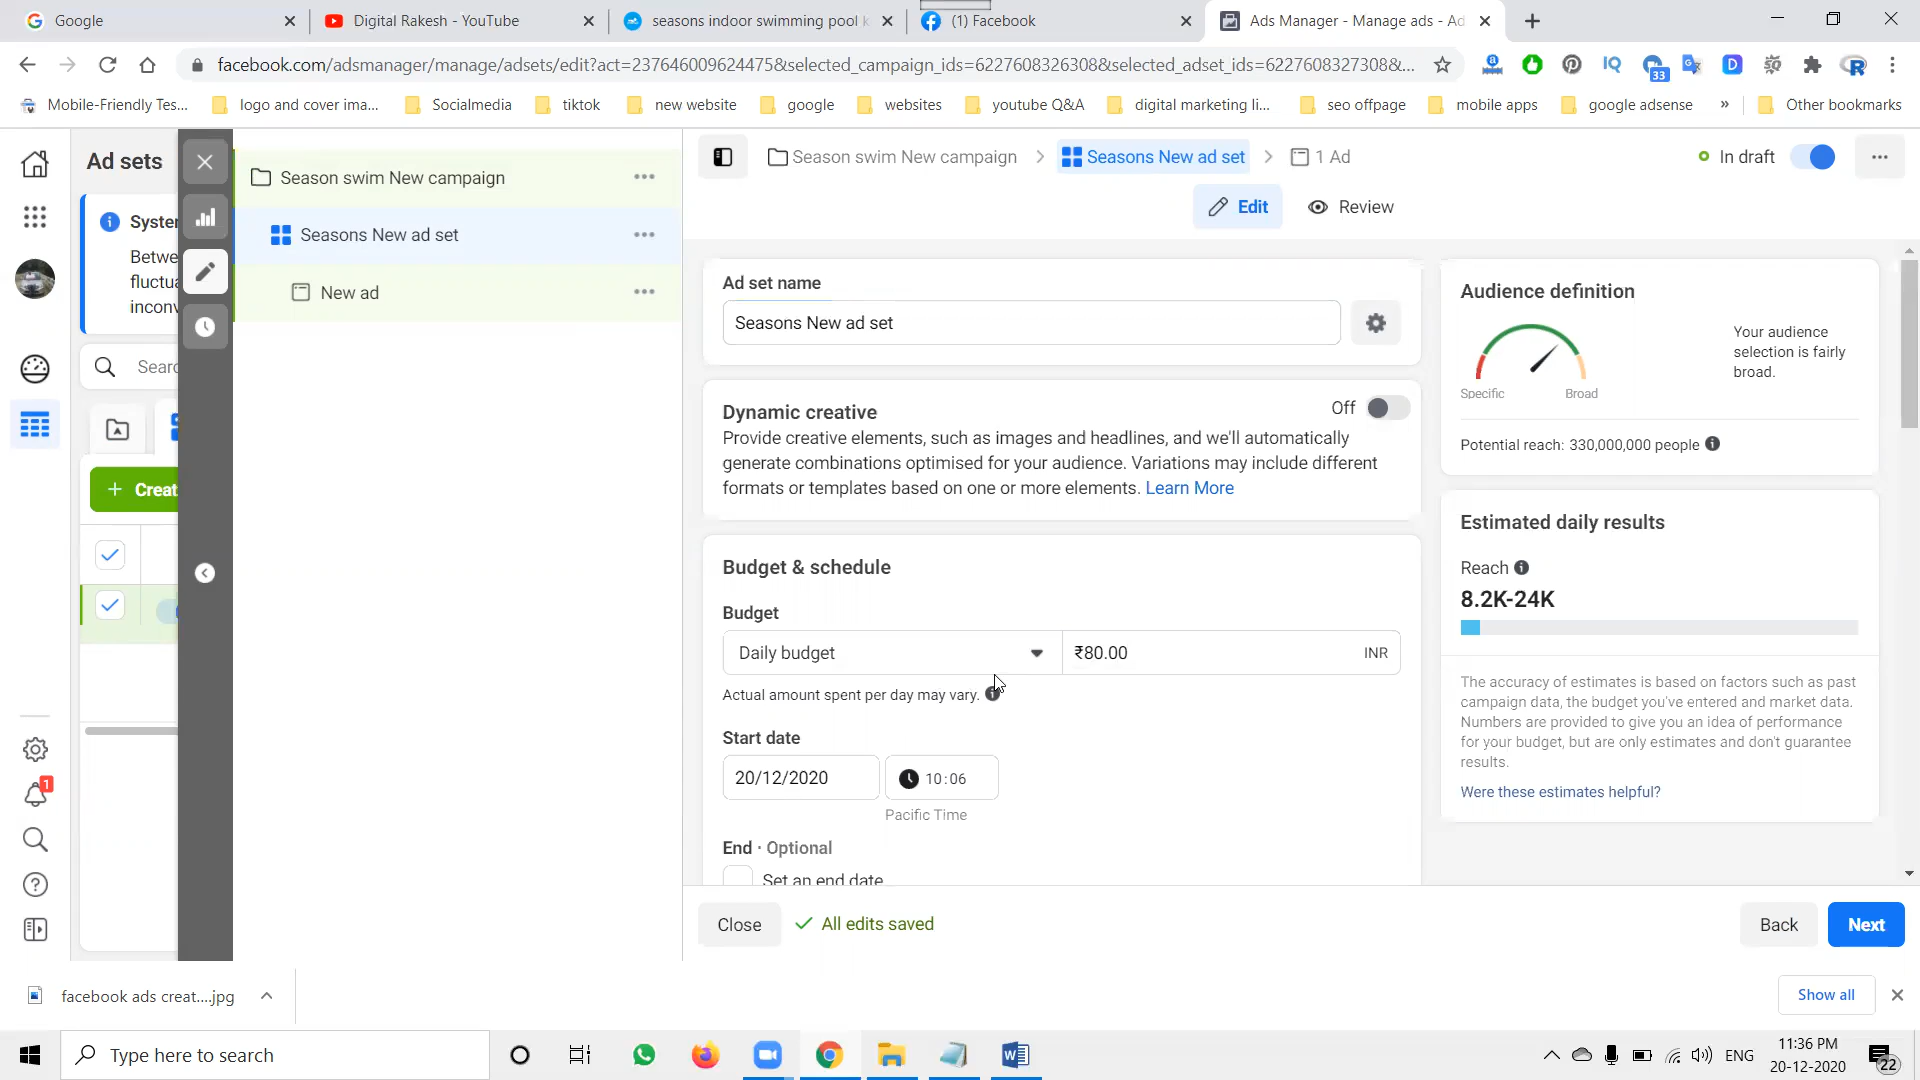 Google
Digital Rakesh - YouTube
seasons indoor swimming pool k
(1) Facebook
Ads Manager - Manage ads - Ad
facebook.com/adsmanager/manage/adsets/edit?act=237646009624475&selected_campaign_ids=6227608326308&selected_adset_ids=6227608327308&...
33
Mobile-Friendly Tes...
logo and cover ima...
Socialmedia
tiktok
new website
google
websites
youtube Q&A
digital marketing li...
seo offpage
mobile apps
google adsense
»
Other bookmarks
Ad sets
Syster
Betwe
fluctua
inconv
Searc
+ Creat
1
Season swim New campaign
Seasons New ad set
New ad
Season swim New campaign
Seasons New ad set
1 Ad
In draft
Edit
Review
Ad set name
Seasons New ad set
Dynamic creative
Off
Provide creative elements, such as images and headlines, and we'll automatically
generate combinations optimised for your audience. Variations may include different
formats or templates based on one or more elements. Learn More
Budget & schedule
Budget
Daily budget
₹80.00
INR
Actual amount spent per day may vary.
Start date
20/12/2020
10:06
Pacific Time
End · Optional
Set an end date
Audience definition
Specific
Broad
Your audience
selection is fairly
broad.
Potential reach: 330,000,000 people
Estimated daily results
Reach
8.2K-24K
The accuracy of estimates is based on factors such as past
campaign data, the budget you've entered and market data.
Numbers are provided to give you an idea of performance
for your budget, but are only estimates and don't guarantee
results.
Were these estimates helpful?
Close
All edits saved
Back
Next
facebook ads creat....jpg
Show all
Type here to search
ENG
11:36 PM
20-12-2020
22